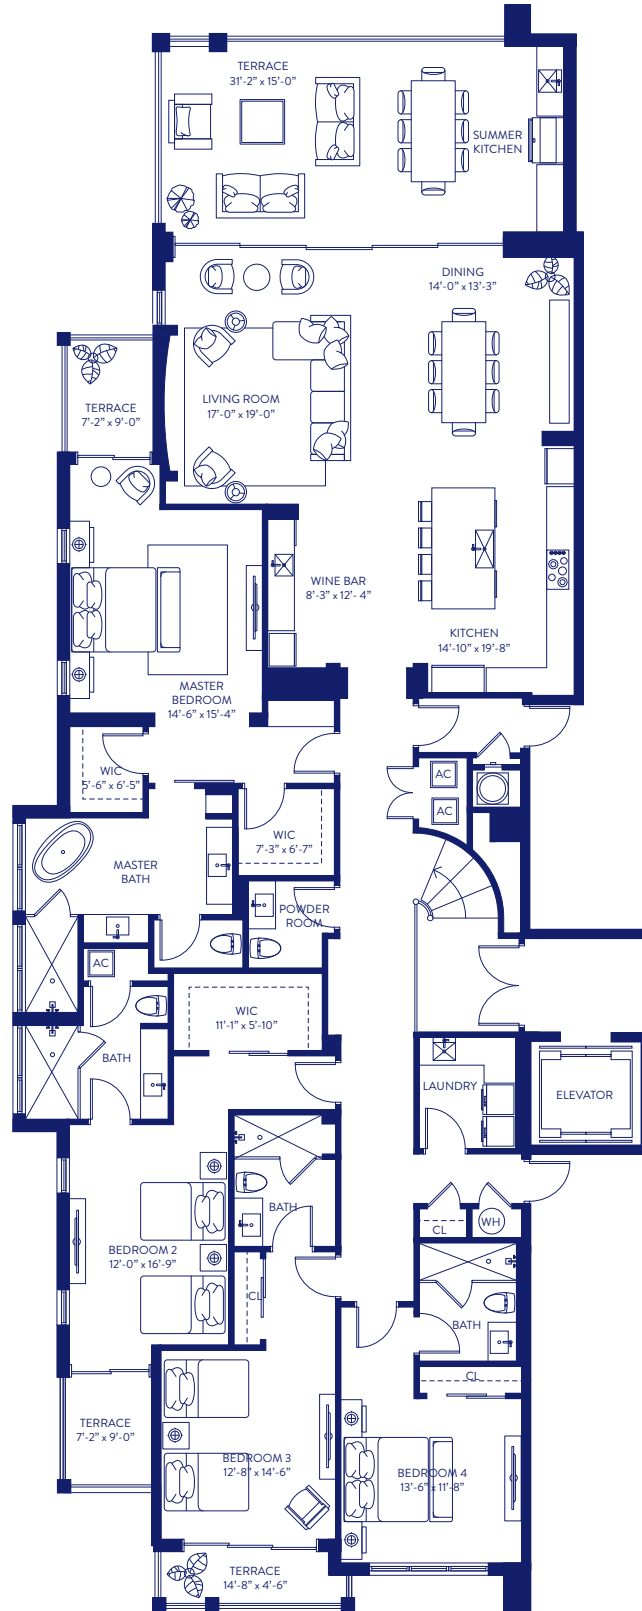 TERRACE
31'-2” x 15'-0”
SUMMER
KITCHEN
DINING
14'-0” x 13'-3”
LIVING ROOM
17'-0” x 19'-0”
TERRACE
7'-2” x 9'-0”
WINE BAR
8'-3” x 12'- 4”
KITCHEN
14'-10” x 19'-8”
MASTER
BEDROOM
14'-6” x 15'-4”
WIC
5'-6” x 6'-5”
AC
AC
WIC
7'-3” x 6'-7”
MASTER
BATH
POWDER
ROOM
AC
WIC
11'-1” x 5'-10”
BATH
LAUNDRY
ELEVATOR
BATH
CL
WH
BEDROOM 2
12'-0” x 16'-9”
CL
BATH
CL
TERRACE
7'-2” x 9'-0”
BEDROOM 3
12'-8” x 14'-6”
BEDROOM 4
13'-6” x 11'-8”
TERRACE
14'-8” x 4'-6”